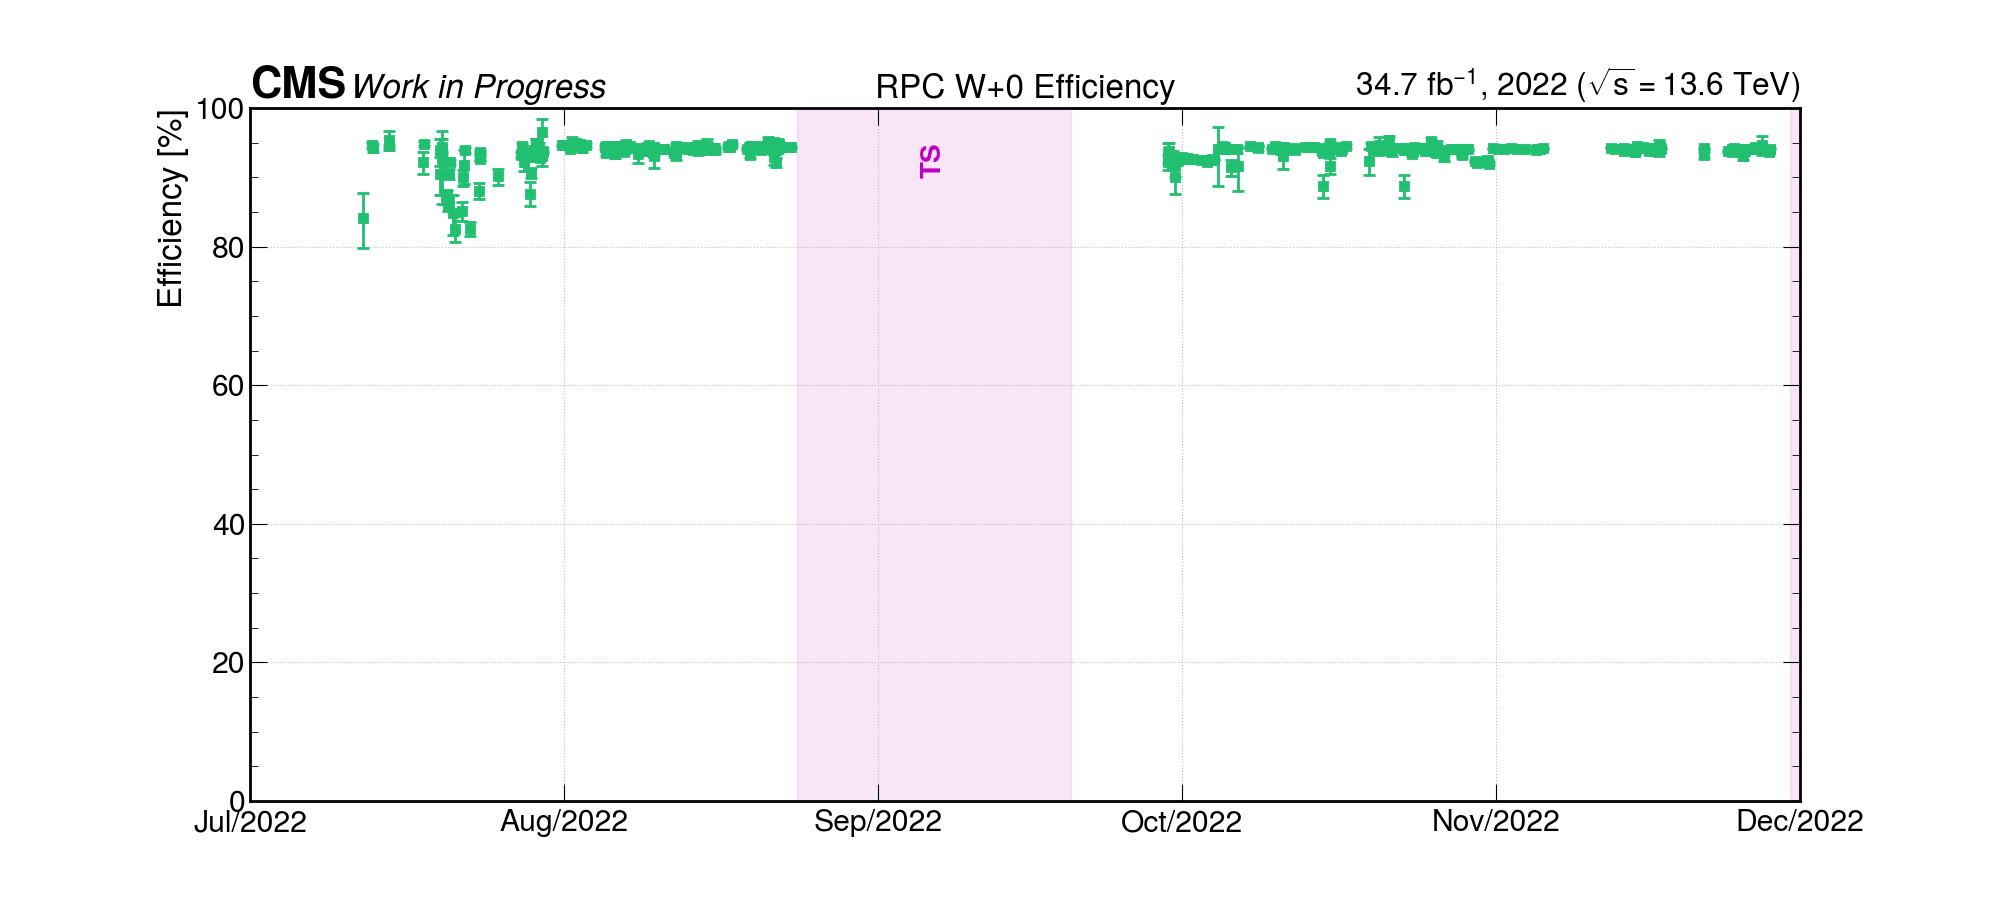 CMS Work in Progress
RPC W+0 Efficiency
34.7 fb⁻¹, 2022 (√s = 13.6 TeV)
Efficiency [%]
100
80
60
40
20
0
TS
Jul/2022
Aug/2022
Sep/2022
Oct/2022
Nov/2022
Dec/2022